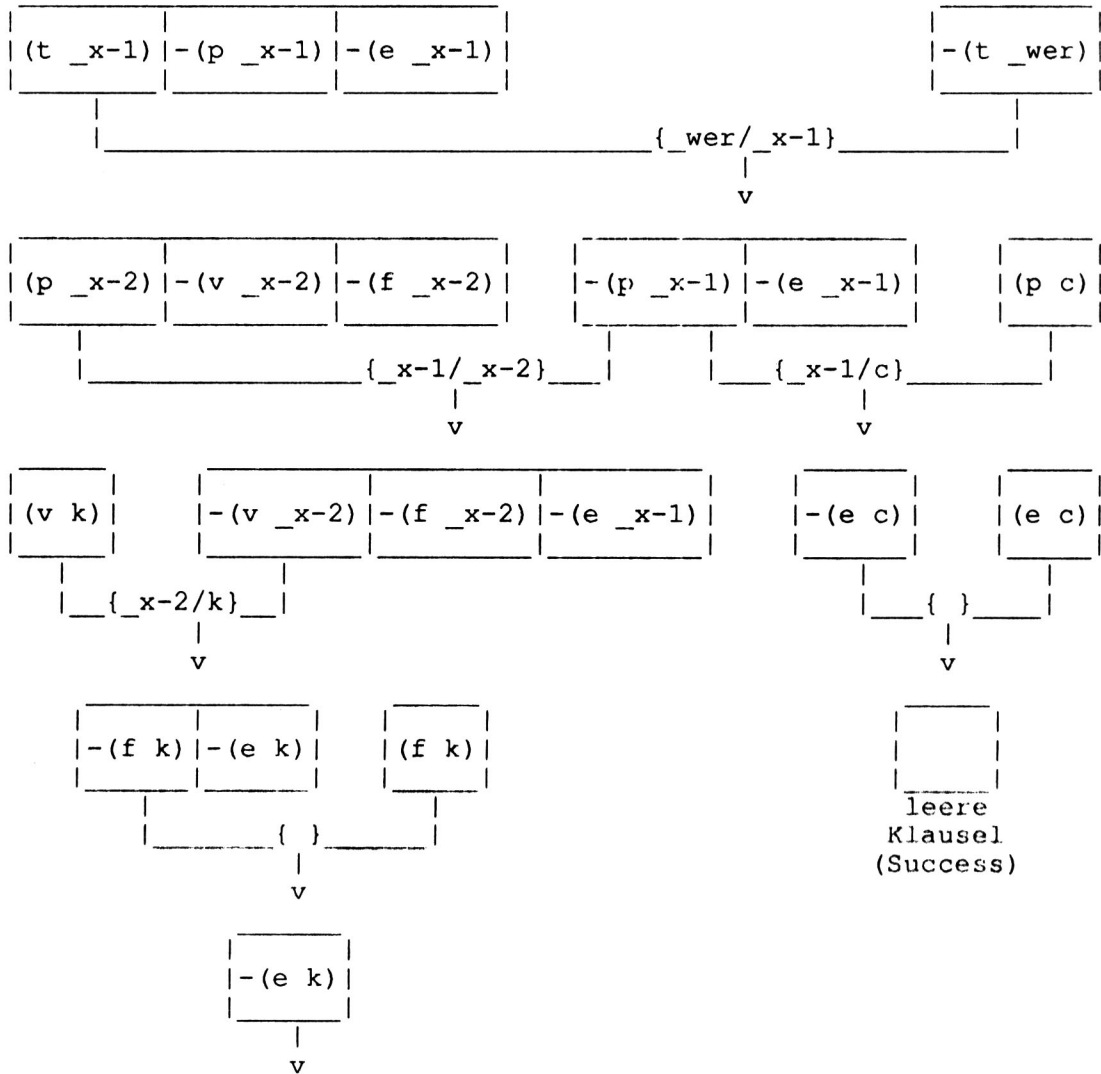 (t _x-1) -(p _x-1) -(e _x-1) -(t _wer)
{_wer/_x-1}
v
(p _x-2) -(v _x-2) -(f _x-2) -(p _x-1) -(e _x-1) (p c)
{_x-1/_x-2} {_x-1/c}
v v
(v k) -(v _x-2) -(f _x-2) -(e _x-1) -(e c) (e c)
{_x-2/k} { }
v v
-(f k) -(e k) (f k)
leere
{ } Klausel
(Success)
v
-(e k)
v